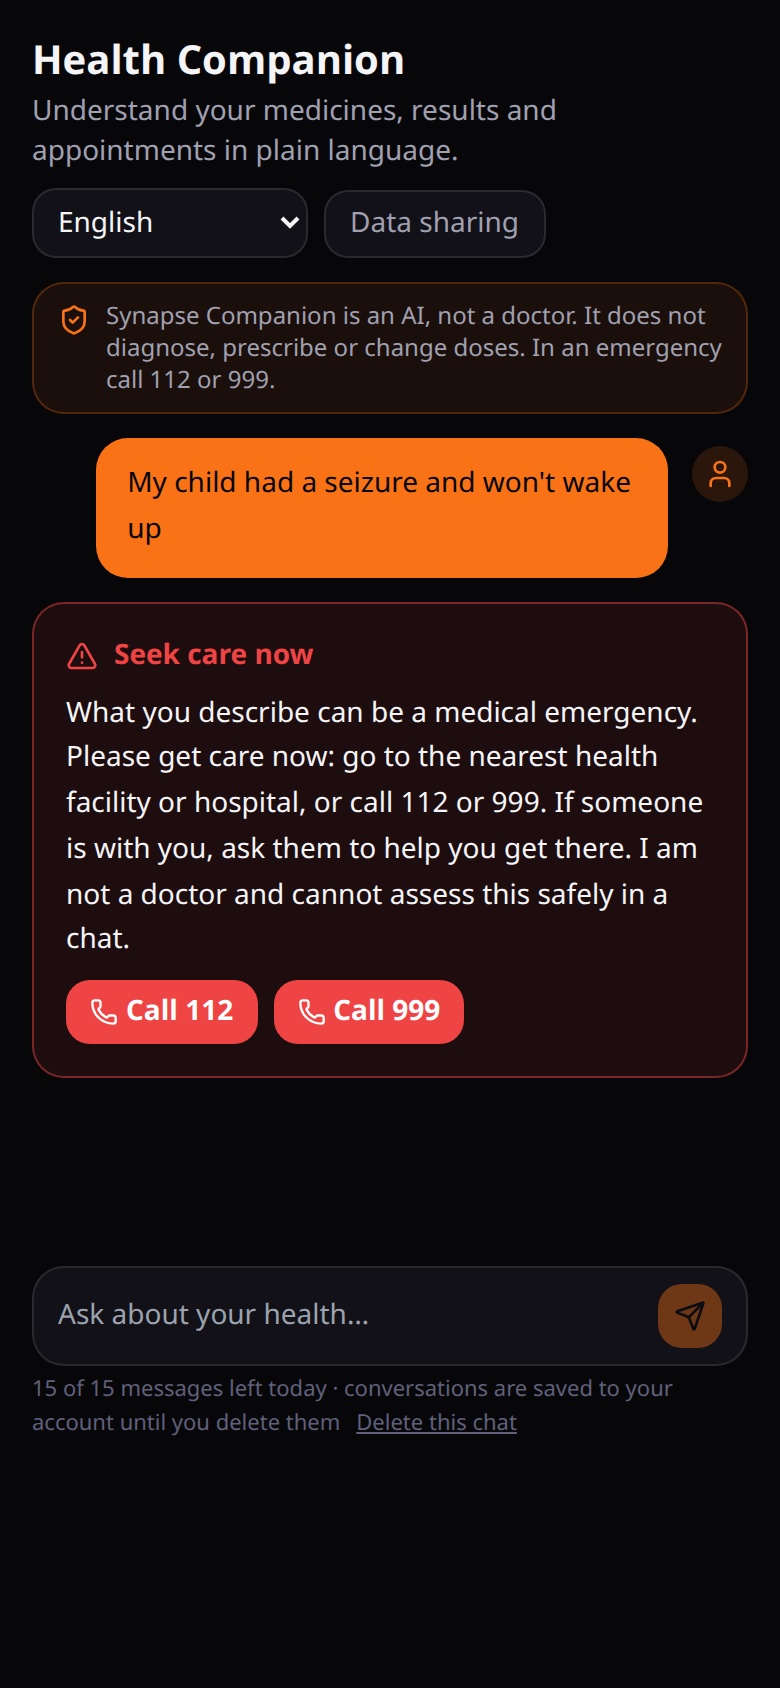 Health Companion
Understand your medicines, results and
appointments in plain language.
English
Data sharing
Synapse Companion is an AI, not a doctor. It does not
diagnose, prescribe or change doses. In an emergency
call 112 or 999.
My child had a seizure and won't wake
up
Seek care now
What you describe can be a medical emergency.
Please get care now: go to the nearest health
facility or hospital, or call 112 or 999. If someone
is with you, ask them to help you get there. I am
not a doctor and cannot assess this safely in a
chat.
Call 112
Call 999
Ask about your health...
15 of 15 messages left today · conversations are saved to your
account until you delete them Delete this chat